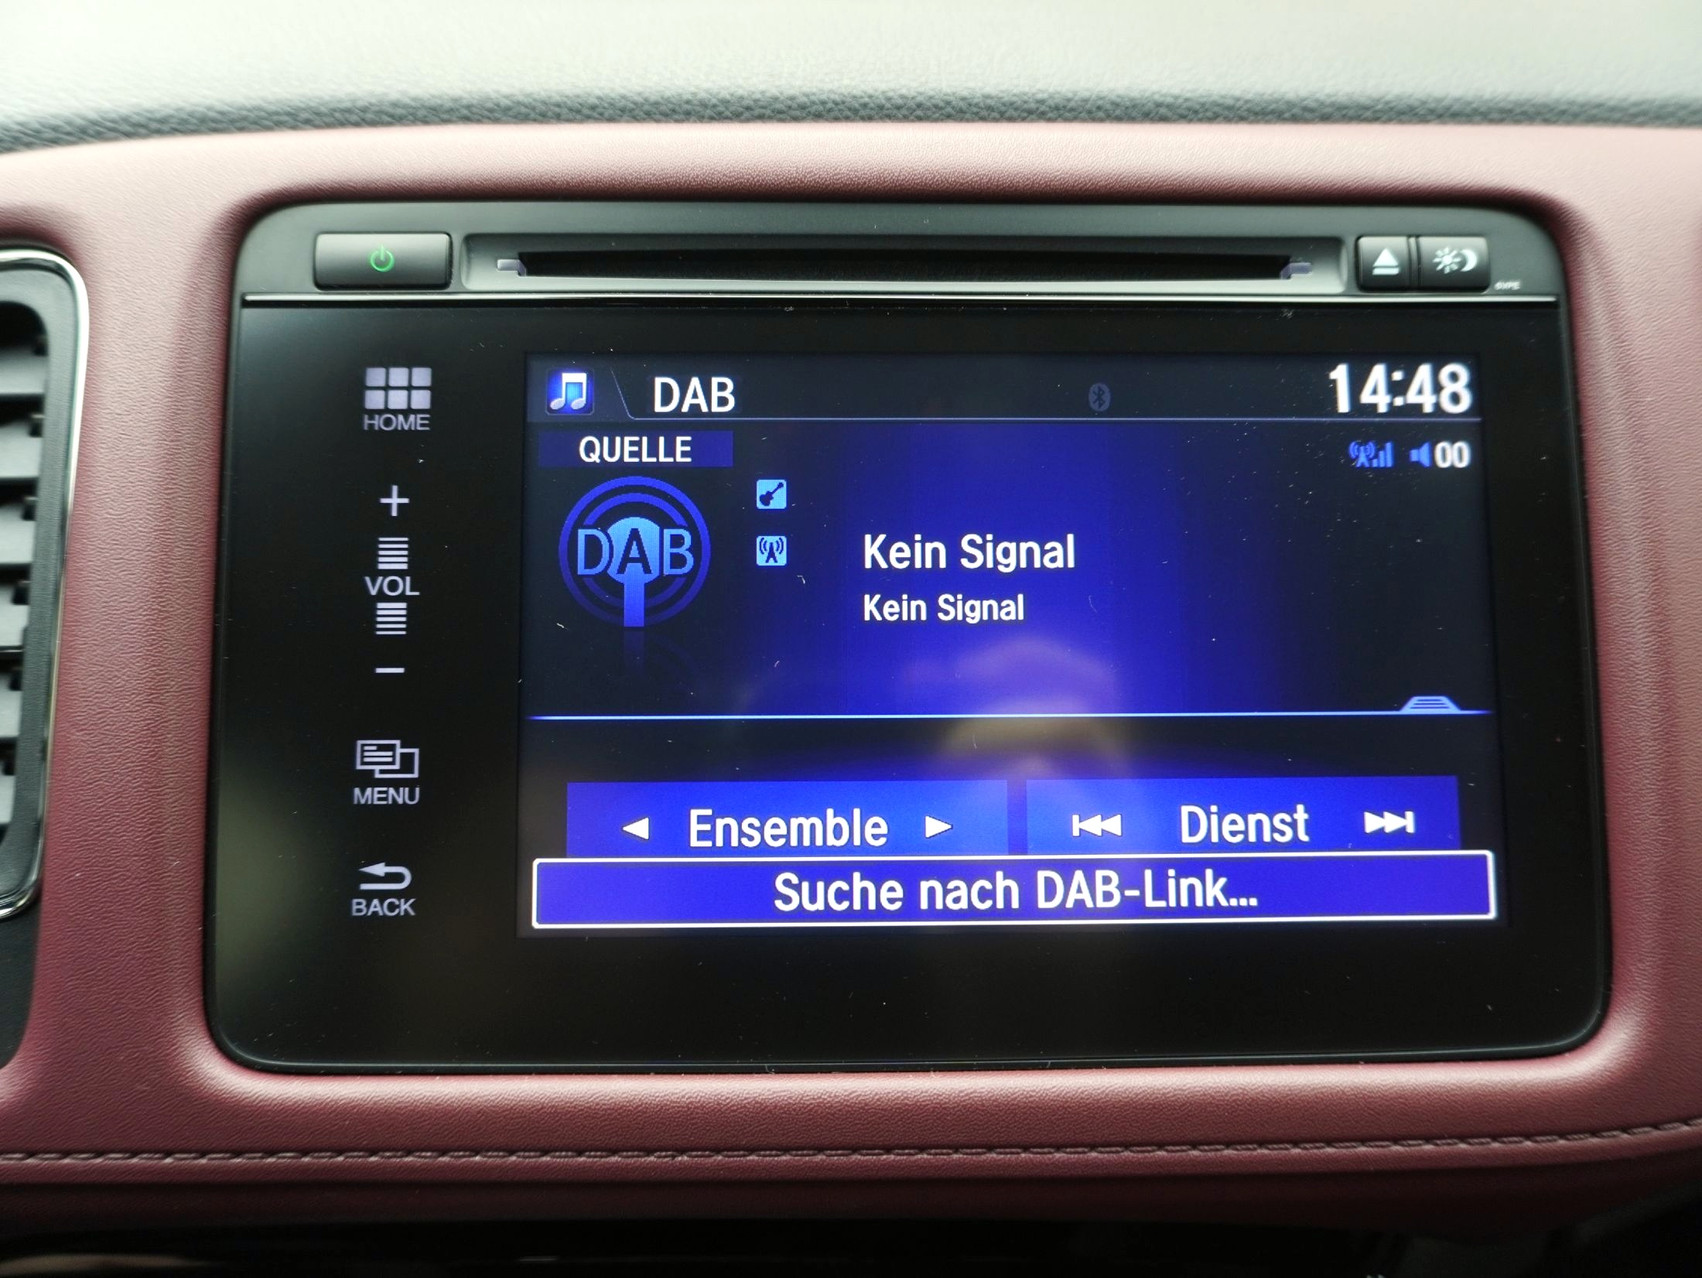 HOME
+
VOL
−
MENU
BACK
DAB
14:48
QUELLE
00
DAB
Kein Signal
Kein Signal
Ensemble
Dienst
Suche nach DAB-Link...